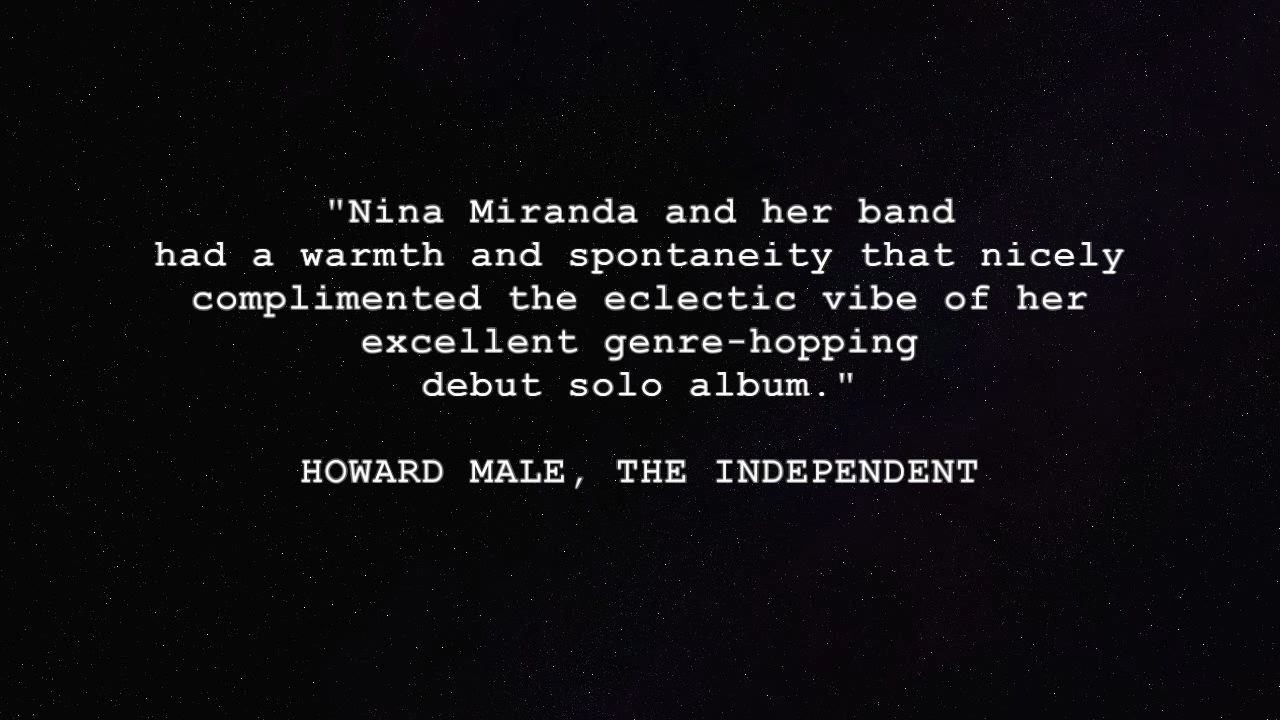 "Nina Miranda and her band
had a warmth and spontaneity that nicely
complimented the eclectic vibe of her
excellent genre-hopping
debut solo album."
HOWARD MALE, THE INDEPENDENT